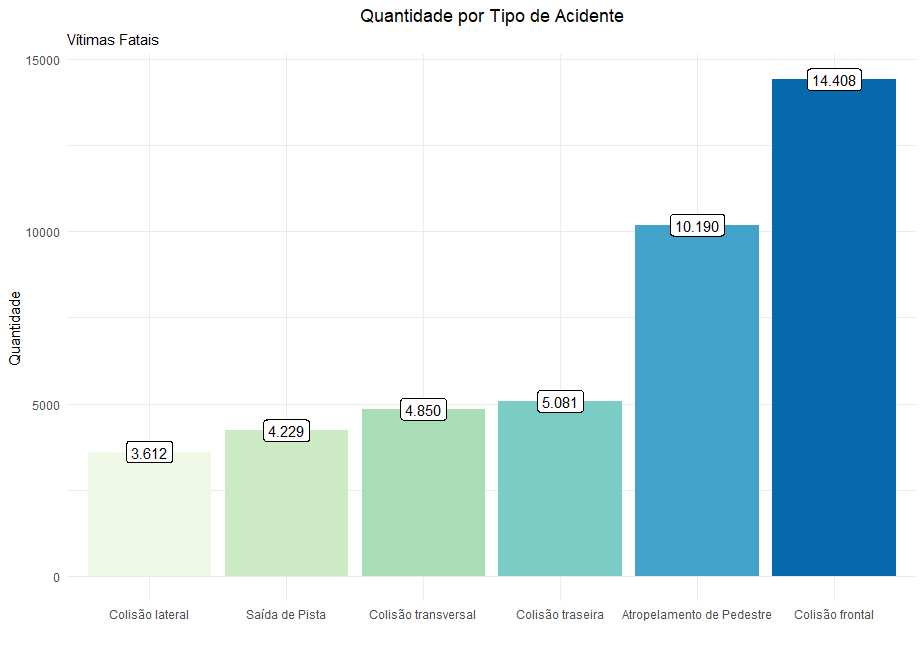 Quantidade por Tipo de Acidente
Vítimas Fatais
15000
10000
5000
0
Quantidade
3.612
4.229
4.850
5.081
10.190
14.408
Colisão lateral
Saída de Pista
Colisão transversal
Colisão traseira
Atropelamento de Pedestre
Colisão frontal